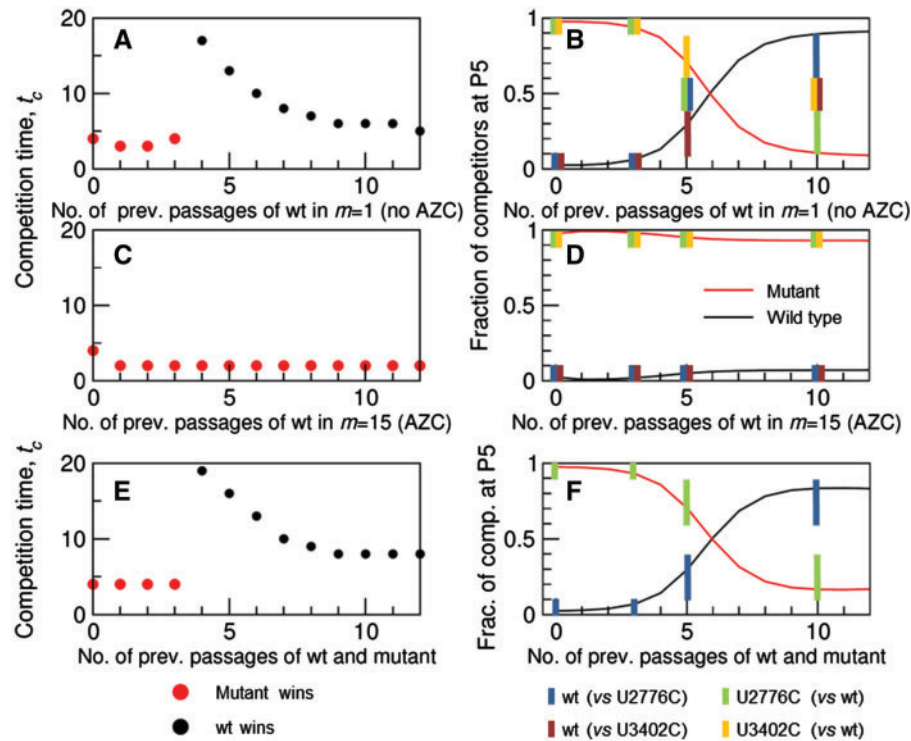 A
B
20
10
0
Competition time, t_c
0 5 10
No. of prev. passages of wt in m=1 (no AZC)
1
0.5
0
Fraction of competitors at P5
0 5 10
No. of prev. passages of wt in m=1 (no AZC)
C
D
20
10
0
0 5 10
No. of prev. passages of wt in m=15 (AZC)
1
0.5
0
Mutant
Wild type
0 5 10
No. of prev. passages of wt in m=15 (AZC)
E
F
20
10
0
Competition time, t_c
0 5 10
No. of prev. passages of wt and mutant
1
0.5
0
Frac. of comp. at P5
0 5 10
No. of prev. passages of wt and mutant
Mutant wins
wt wins
wt (vs U2776C)
U2776C (vs wt)
wt (vs U3402C)
U3402C (vs wt)